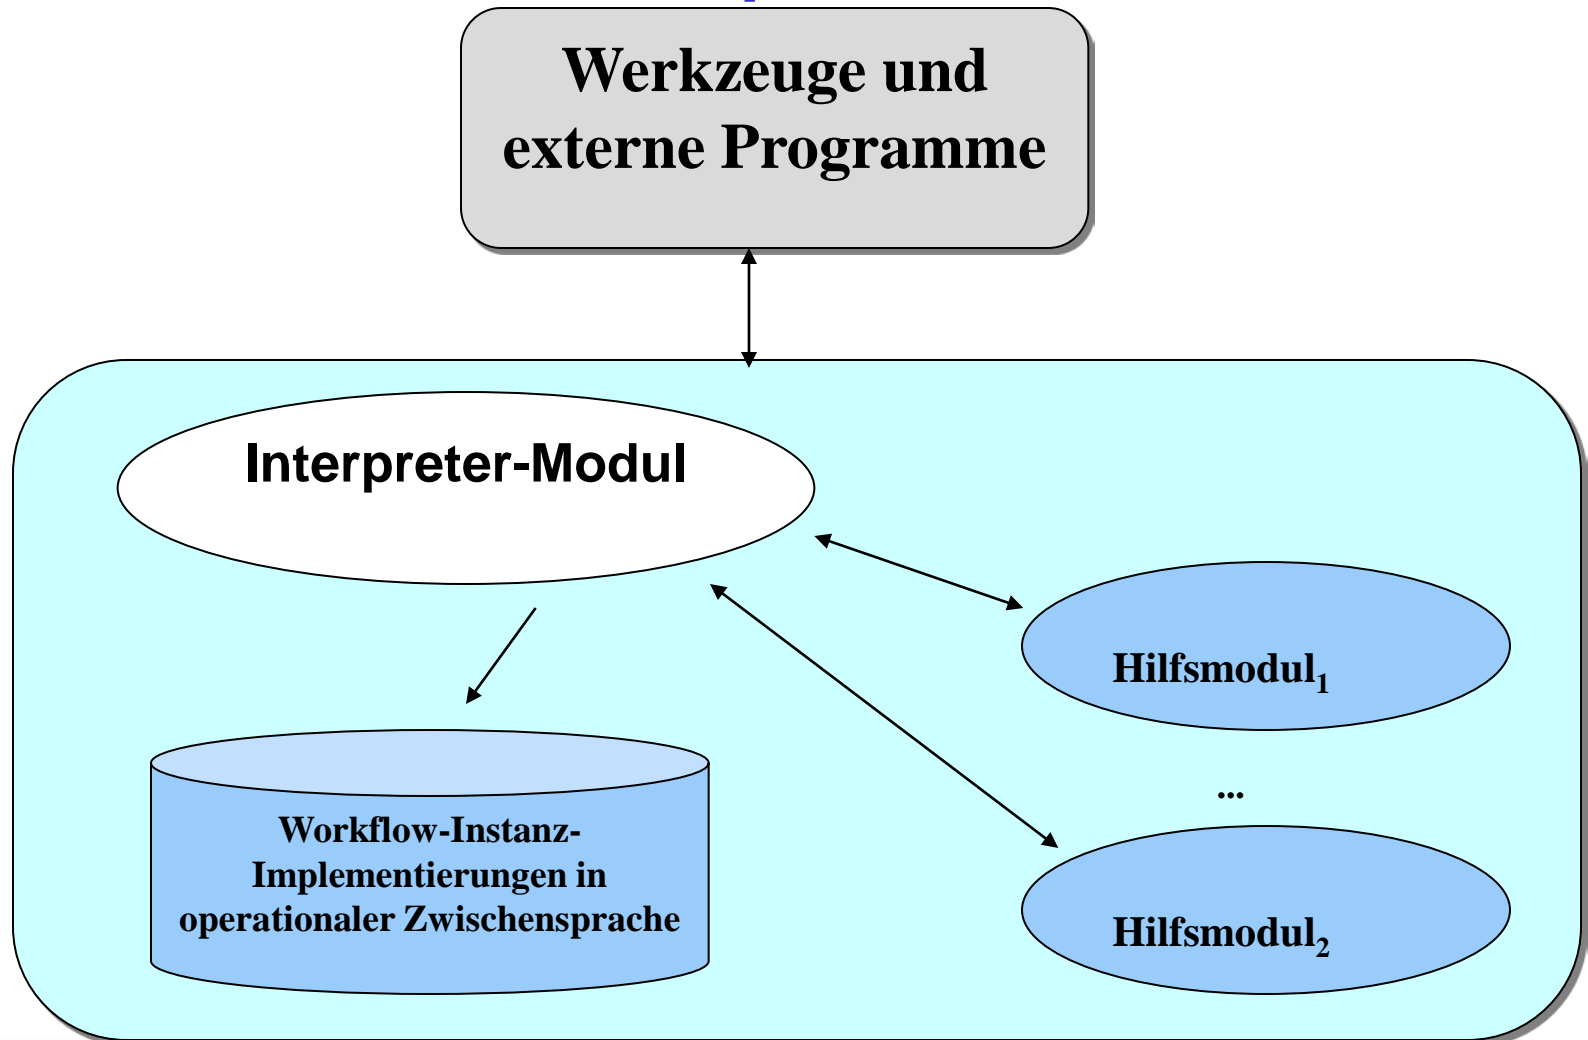 Werkzeuge und
externe Programme
Interpreter-Modul
Hilfsmodul₁
...
Workflow-Instanz-
Implementierungen in
operationaler Zwischensprache
Hilfsmodul₂